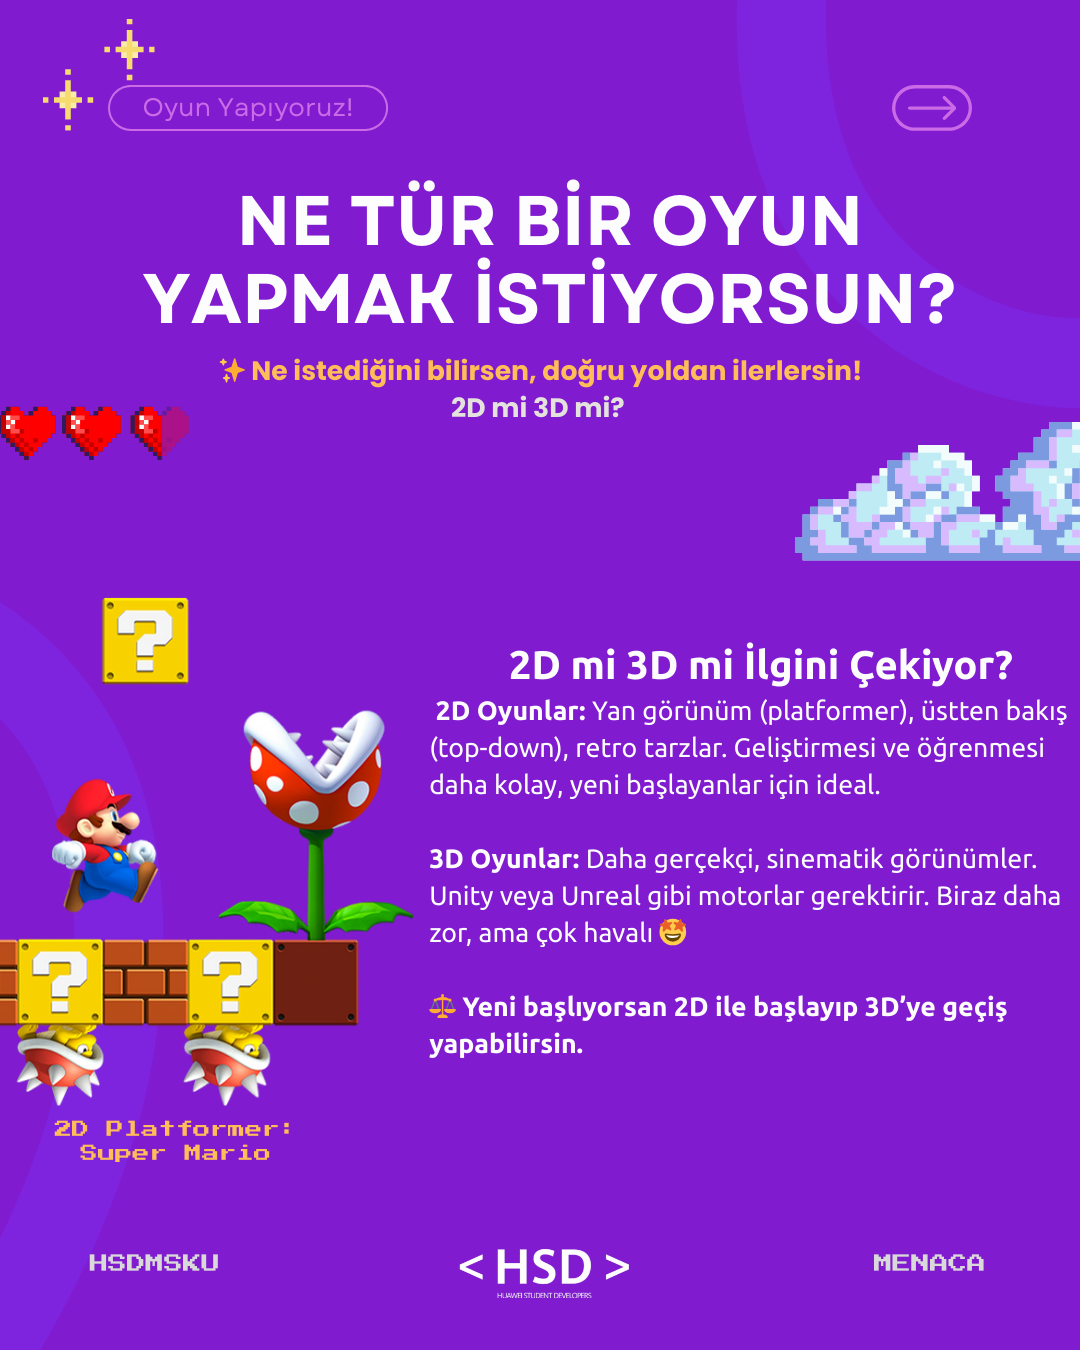 Oyun Yapıyoruz!
NE TÜR BİR OYUN
YAPMAK İSTİYORSUN?
✨ Ne istediğini bilirsen, doğru yoldan ilerlersin!
2D mi 3D mi?
?
2D mi 3D mi İlgini Çekiyor?
2D Oyunlar: Yan görünüm (platformer), üstten bakış
(top-down), retro tarzlar. Geliştirmesi ve öğrenmesi
daha kolay, yeni başlayanlar için ideal.
3D Oyunlar: Daha gerçekçi, sinematik görünümler.
Unity veya Unreal gibi motorlar gerektirir. Biraz daha
zor, ama çok havalı 🤩
⚖️ Yeni başlıyorsan 2D ile başlayıp 3D’ye geçiş
yapabilirsin.
? ?
2D Platformer:
Super Mario
HSDMSKU
< HSD >
HUAWEI STUDENT DEVELOPERS
MENACA